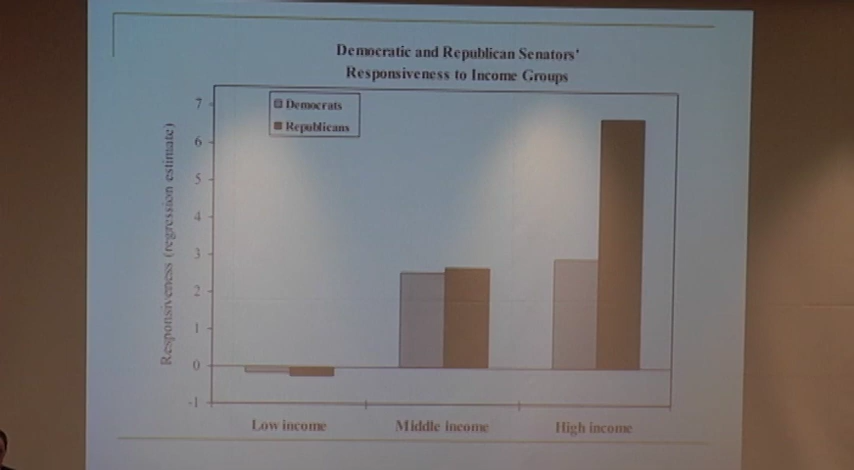 Democratic and Republican Senators'
Responsiveness to Income Groups
Democrats
Republicans
Responsiveness (regression estimate)
7
6
5
4
3
2
1
0
-1
Low income
Middle income
High income